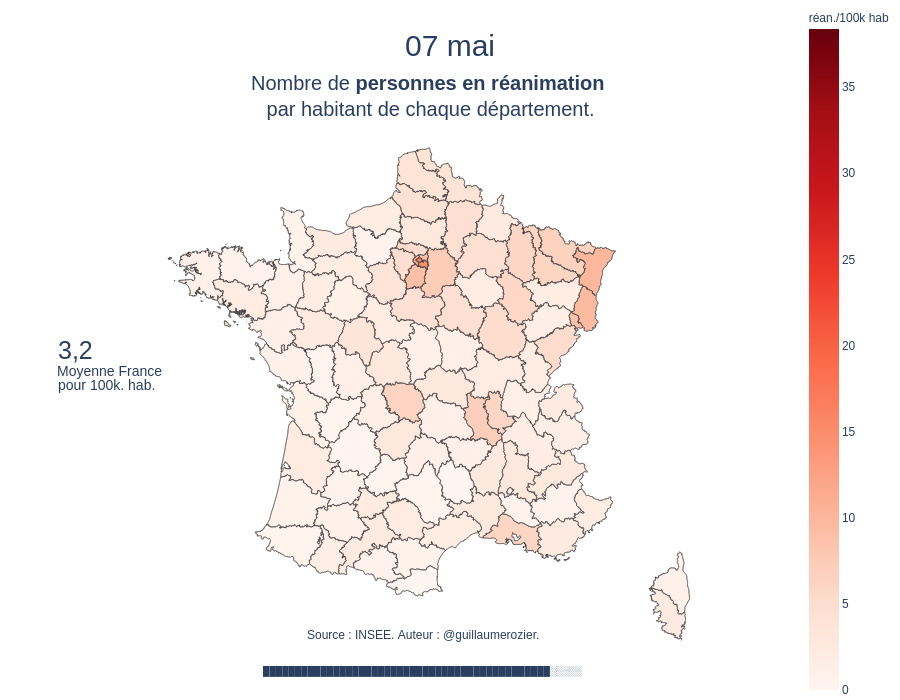 07 mai
Nombre de personnes en réanimation
par habitant de chaque département.
3,2
Moyenne France
pour 100k. hab.
réan./100k hab
35
30
25
20
15
10
5
0
Source : INSEE. Auteur : @guillaumerozier.